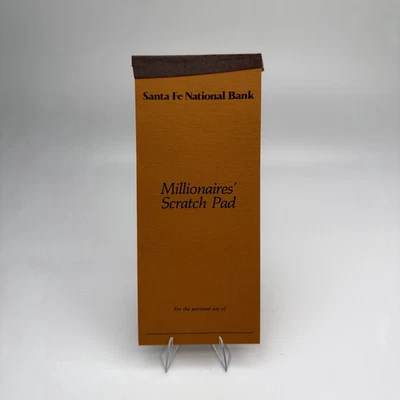 Santa Fe National Bank
Millionaires'
Scratch Pad
For the personal use of